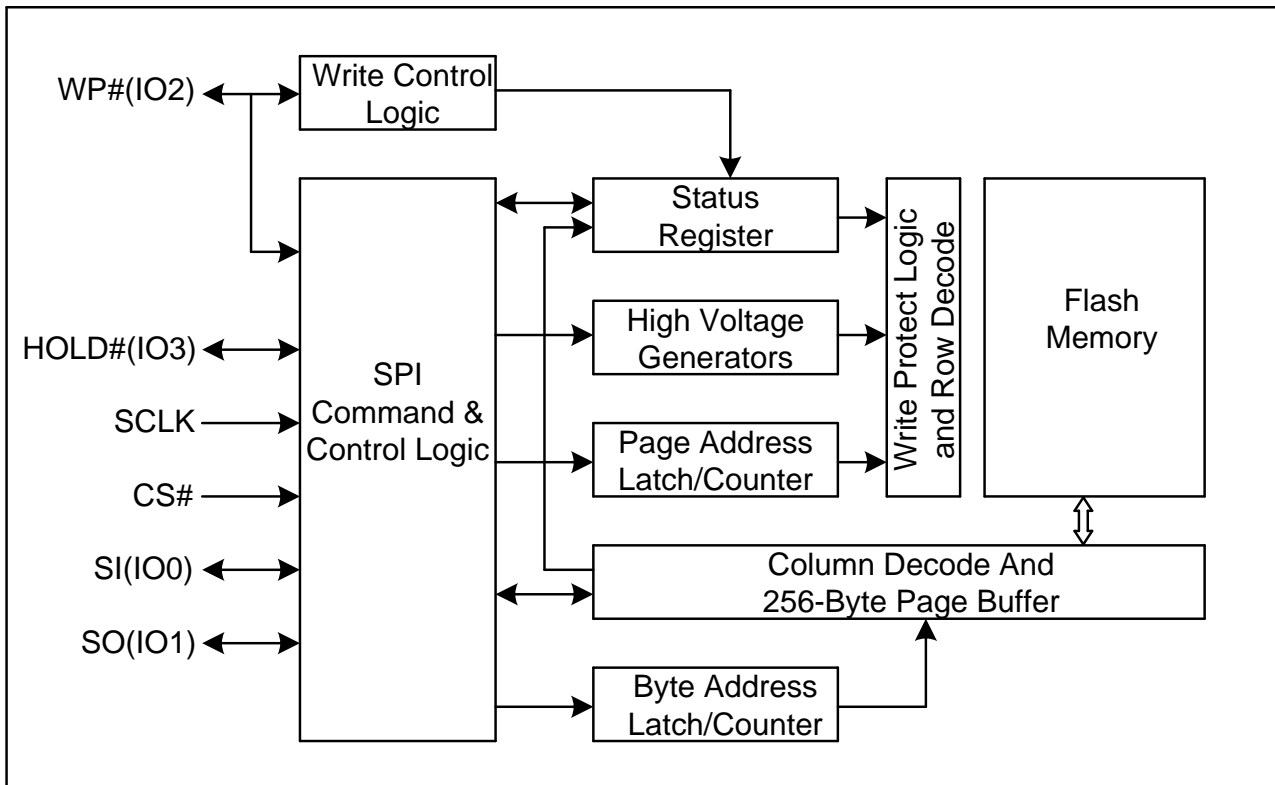 WP#(IO2)
Write Control
Logic
Status
Register
HOLD#(IO3)
SCLK
CS#
SI(IO0)
SO(IO1)
SPI
Command &
Control Logic
High Voltage
Generators
Page Address
Latch/Counter
Write Protect Logic
and Row Decode
Flash
Memory
Column Decode And
256-Byte Page Buffer
Byte Address
Latch/Counter